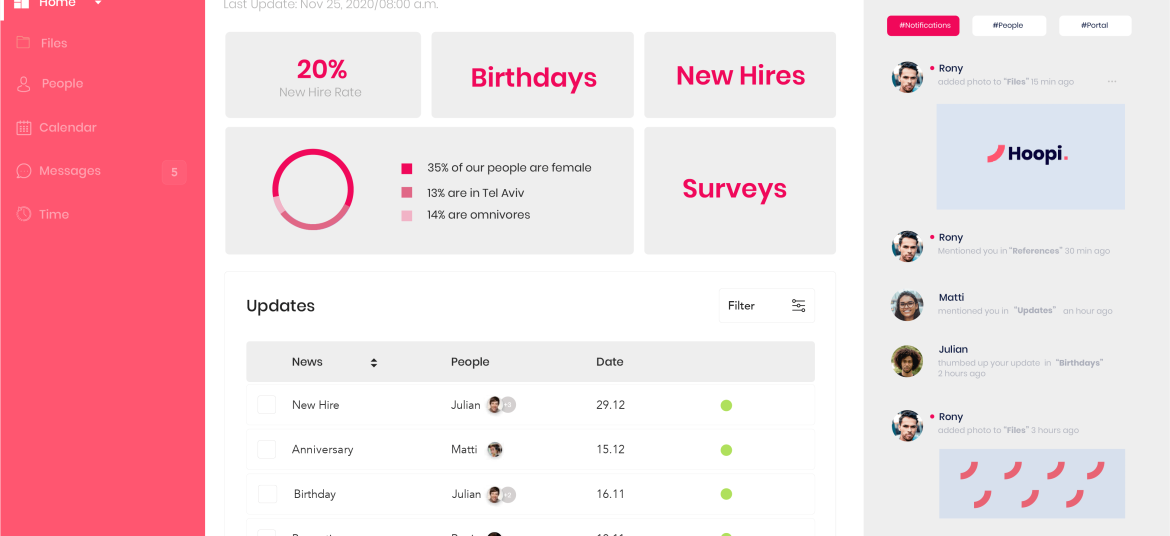 Home
Files
People
Calendar
Messages 5
Time
Last Update: Nov 25, 2020/08:00 a.m.
20%
New Hire Rate
Birthdays
New Hires
35% of our people are female
13% are in Tel Aviv
14% are omnivores
Surveys
Updates
Filter
News People Date
New Hire Julian +3 29.12
Anniversary Matti 15.12
Birthday Julian +3 16.11
#Notifications #People #Portal
Rony
added photo to "Files" 15 min ago ...
Hoopi.
Rony
Mentioned you in "References" 30 min ago
Matti
mentioned you in "Updates" an hour ago
Julian
thumbed up your update in "Birthdays"
2 hours ago
Rony
added photo to "Files" 3 hours ago